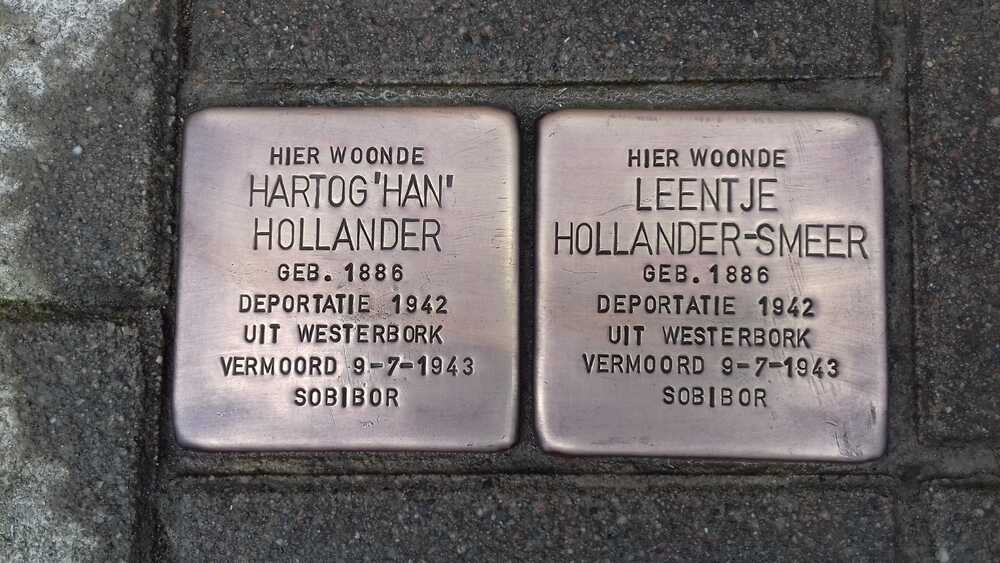 HIER WOONDE
HARTOG 'HAN'
HOLLANDER
GEB. 1886
DEPORTATIE 1942
UIT WESTERBORK
VERMOORD 9-7-1943
SOBIBOR
HIER WOONDE
LEENTJE
HOLLANDER-SMEER
GEB. 1886
DEPORTATIE 1942
UIT WESTERBORK
VERMOORD 9-7-1943
SOBIBOR